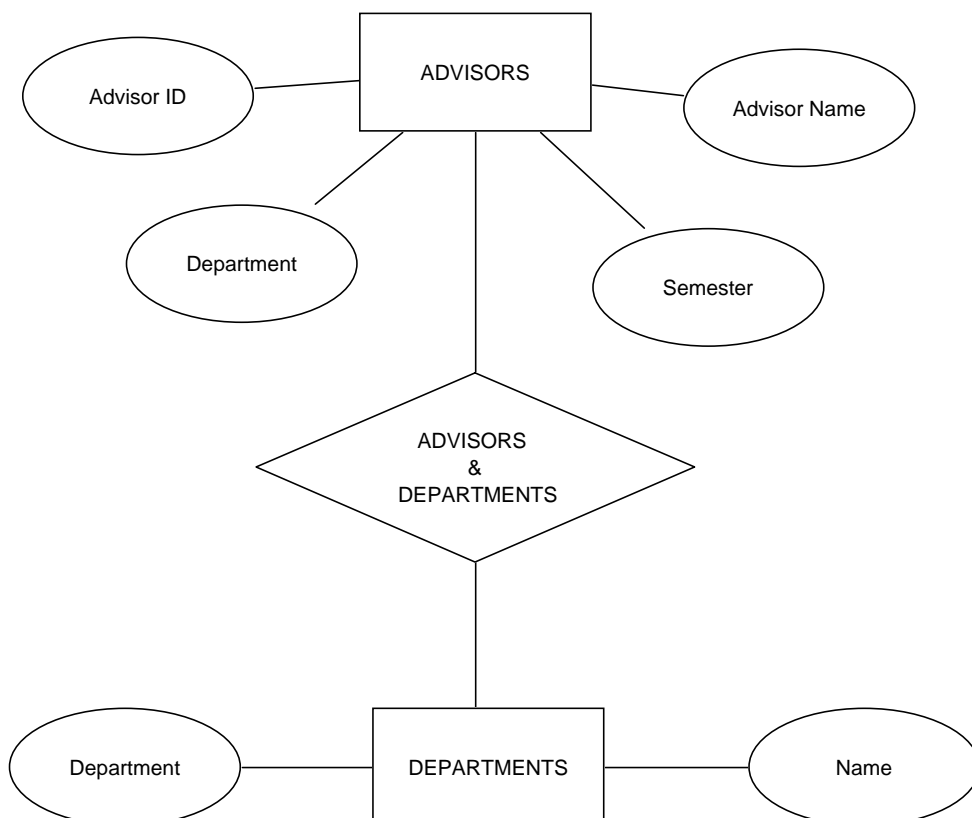 ADVISORS
Advisor ID
Advisor Name
Department
Semester
ADVISORS
&
DEPARTMENTS
Department
DEPARTMENTS
Name